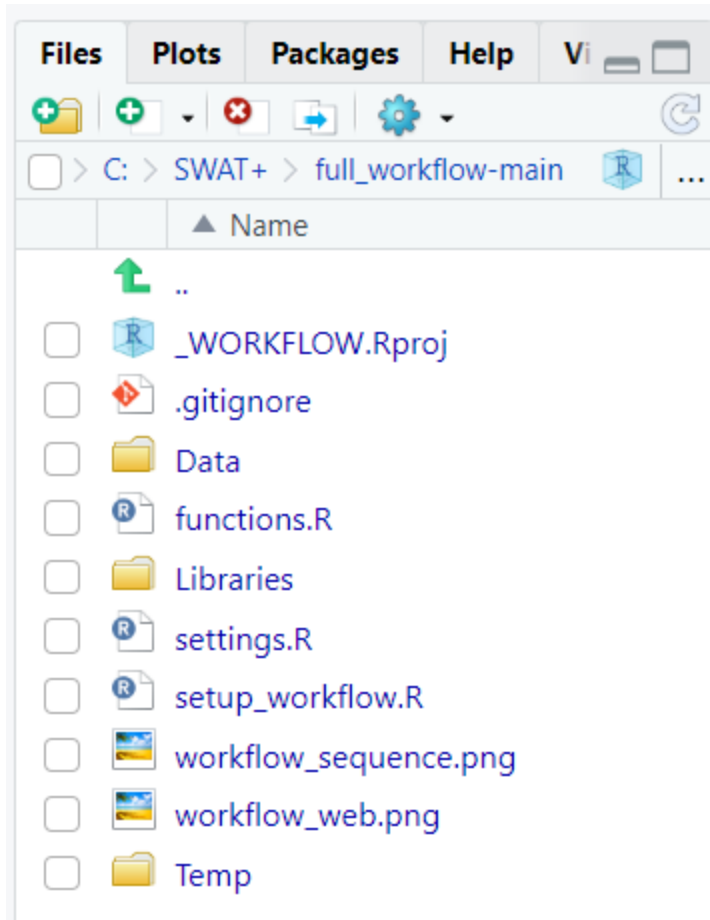 Files Plots Packages Help Vi
C: > SWAT+ > full_workflow-main R ...
Name
..
R _WORKFLOW.Rproj
.gitignore
Data
R functions.R
Libraries
R settings.R
R setup_workflow.R
workflow_sequence.png
workflow_web.png
Temp